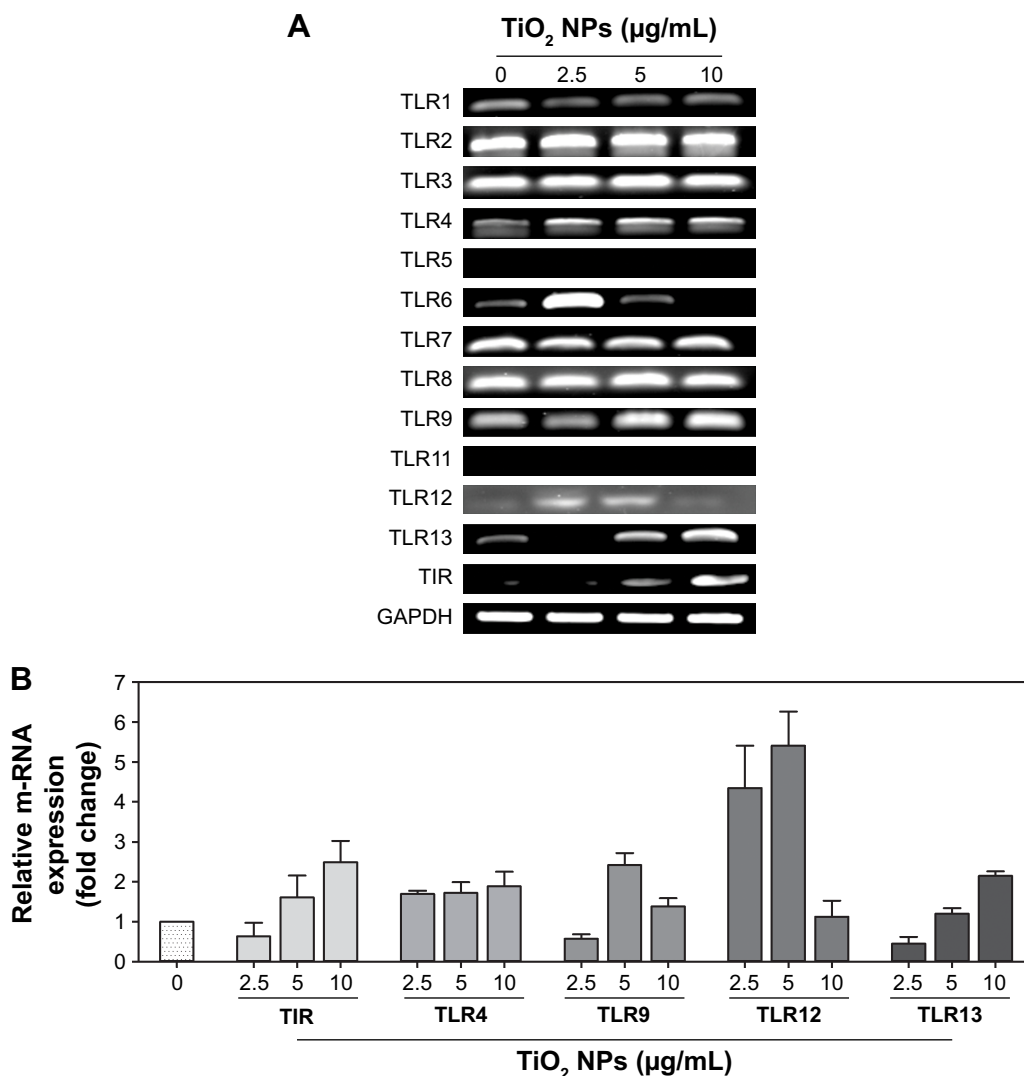 A
TiO₂ NPs (µg/mL)
0 2.5 5 10
TLR1
TLR2
TLR3
TLR4
TLR5
TLR6
TLR7
TLR8
TLR9
TLR11
TLR12
TLR13
TIR
GAPDH
B
Relative m-RNA
expression
(fold change)
7
6
5
4
3
2
1
0
0 2.5 5 10 2.5 5 10 2.5 5 10 2.5 5 10 2.5 5 10
TIR TLR4 TLR9 TLR12 TLR13
TiO₂ NPs (µg/mL)